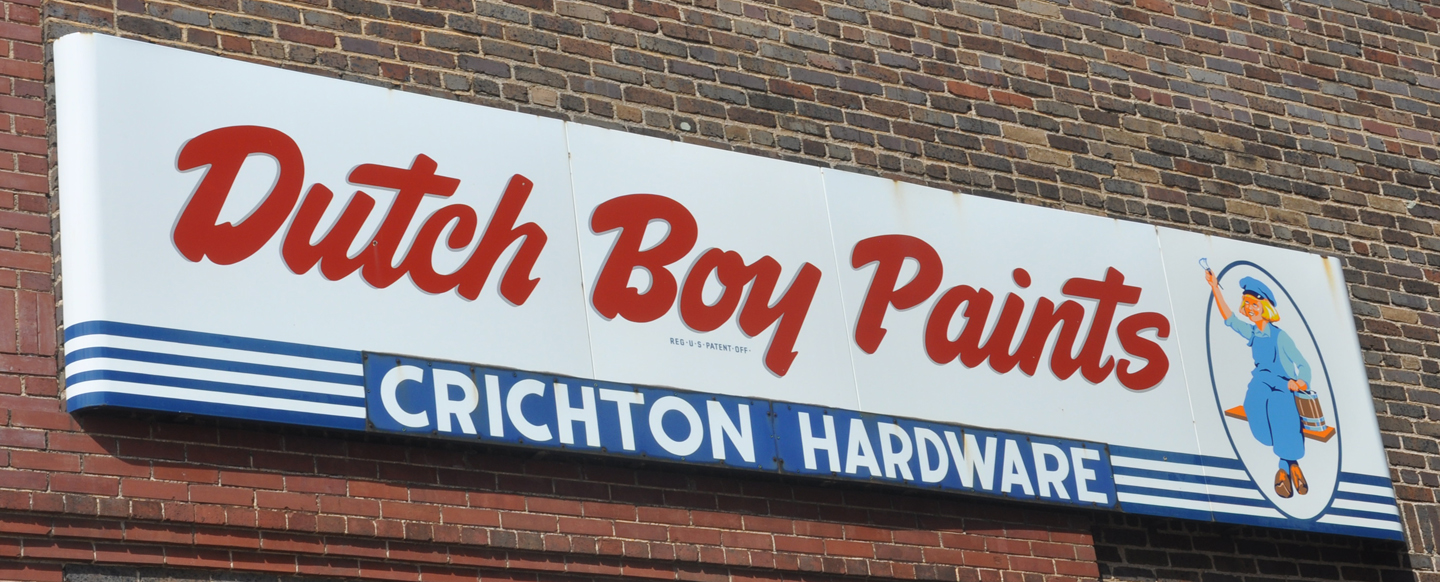 Dutch Boy Paints
REG·U·S·PATENT·OFF·
CRICHTON HARDWARE